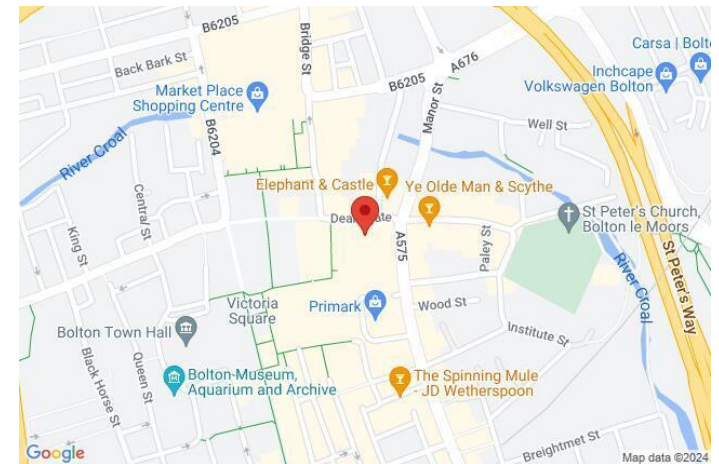 B6205
A676
Carsa | Bolt
Back Bark St
Bridge St
Inchcape
Volkswagen Bolton
Market Place
Shopping Centre
B6205
Manor St
B6204
Well St
River Croal
Elephant & Castle
Ye Olde Man & Scythe
Central St
St Peter's Church,
Bolton le Moors
King St
A575
Paley St
River Croal
St Peter's Way
Victoria
Square
Primark
Wood St
Bolton Town Hall
Institute St
Black Horse St
Queen St
Bolton Museum,
Aquarium and Archive
The Spinning Mule
- JD Wetherspoon
Breightmet St
Google
Map data ©2024